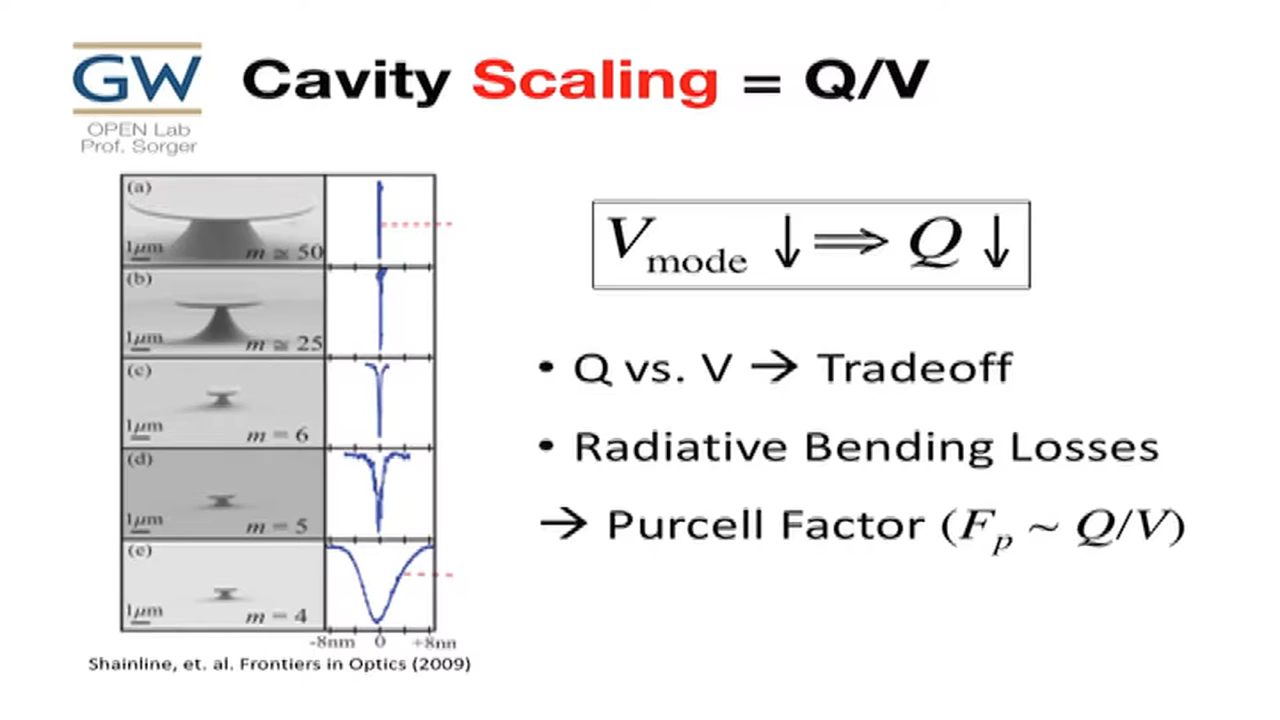 GW
OPEN Lab
Prof. Sorger
Cavity Scaling = Q/V
(a)
1μm m ≅ 50
(b)
1μm m ≅ 25
(c)
1μm m = 6
(d)
1μm m = 5
(e)
1μm m = 4
-8nm 0 +8nn
Shainline, et. al. Frontiers in Optics (2009)
V_mode ↓ ⇒ Q ↓
• Q vs. V → Tradeoff
• Radiative Bending Losses
→ Purcell Factor (F_p ~ Q/V)